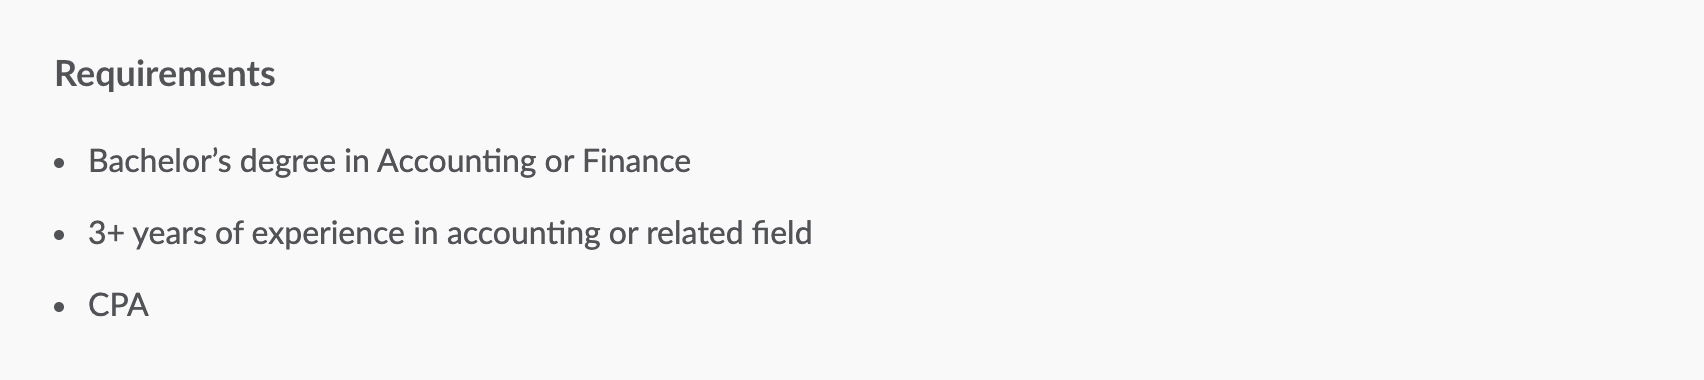 Requirements
• Bachelor’s degree in Accounting or Finance
• 3+ years of experience in accounting or related field
• CPA